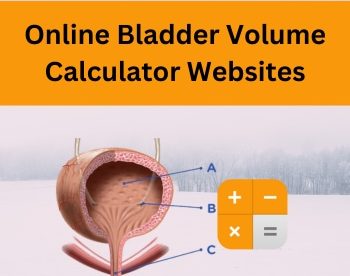 Online Bladder Volume
Calculator Websites
A
B
C
+ −
× =